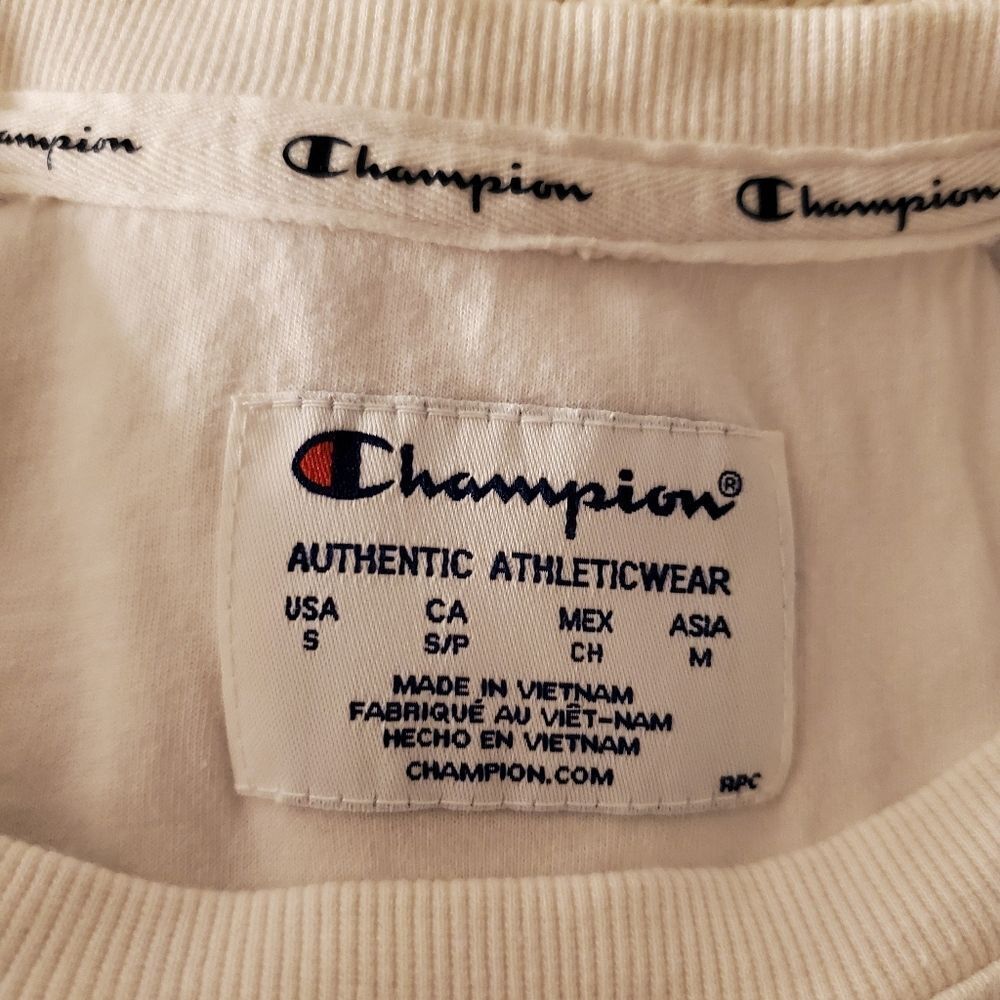 ampion Champion Champion
Champion®
AUTHENTIC ATHLETICWEAR
USA CA MEX ASIA
S S/P CH M
MADE IN VIETNAM
FABRIQUÉ AU VIÊT-NAM
HECHO EN VIETNAM
CHAMPION.COM
RPC